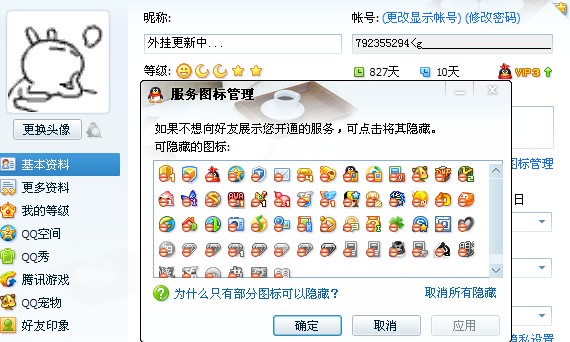 昵称:
帐号: (更改显示帐号) (修改密码)
外挂更新中...
792355294<g
等级:
827天
10天
VIP3
更换头像
基本资料
更多资料
我的等级
QQ空间
QQ秀
腾讯游戏
QQ宠物
好友印象
服务图标管理
如果不想向好友展示您开通的服务，可点击将其隐藏。
可隐藏的图标:
为什么只有部分图标可以隐藏?
取消所有隐藏
确定
取消
应用
图标管理
日
隐私设置